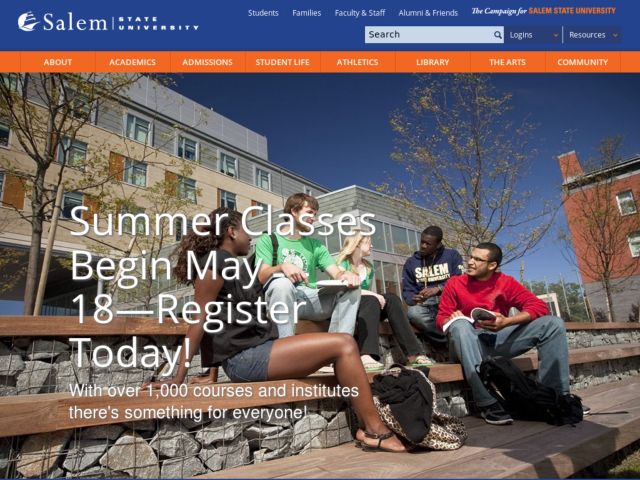 Salem STATE UNIVERSITY
Students Families Faculty & Staff Alumni & Friends The Campaign for SALEM STATE UNIVERSITY
Search Logins Resources
ABOUT ACADEMICS ADMISSIONS STUDENT LIFE ATHLETICS LIBRARY THE ARTS COMMUNITY
Summer Classes
Begin May
18—Register
Today!
With over 1,000 courses and institutes
there's something for everyone!
SALEM